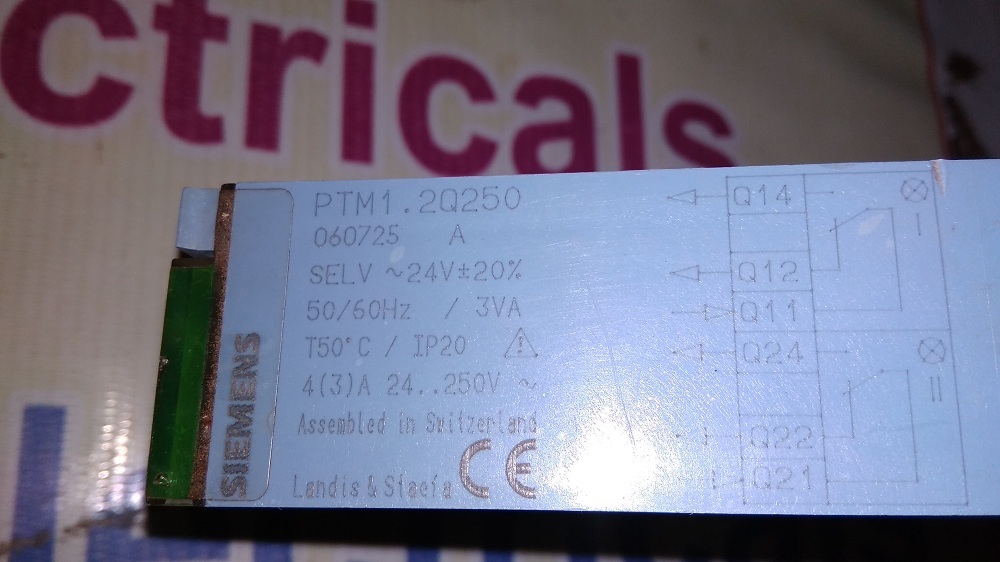 ctricals
PTM1.2Q250
060725 A
SELV ~24V±20%
50/60Hz / 3VA
T50°C / IP20
4(3)A 24..250V ~
Assembled in Switzerland
Landis & Staefa
CE
SIEMENS
Q14
I
Q12
Q11
Q24
II
Q22
Q21